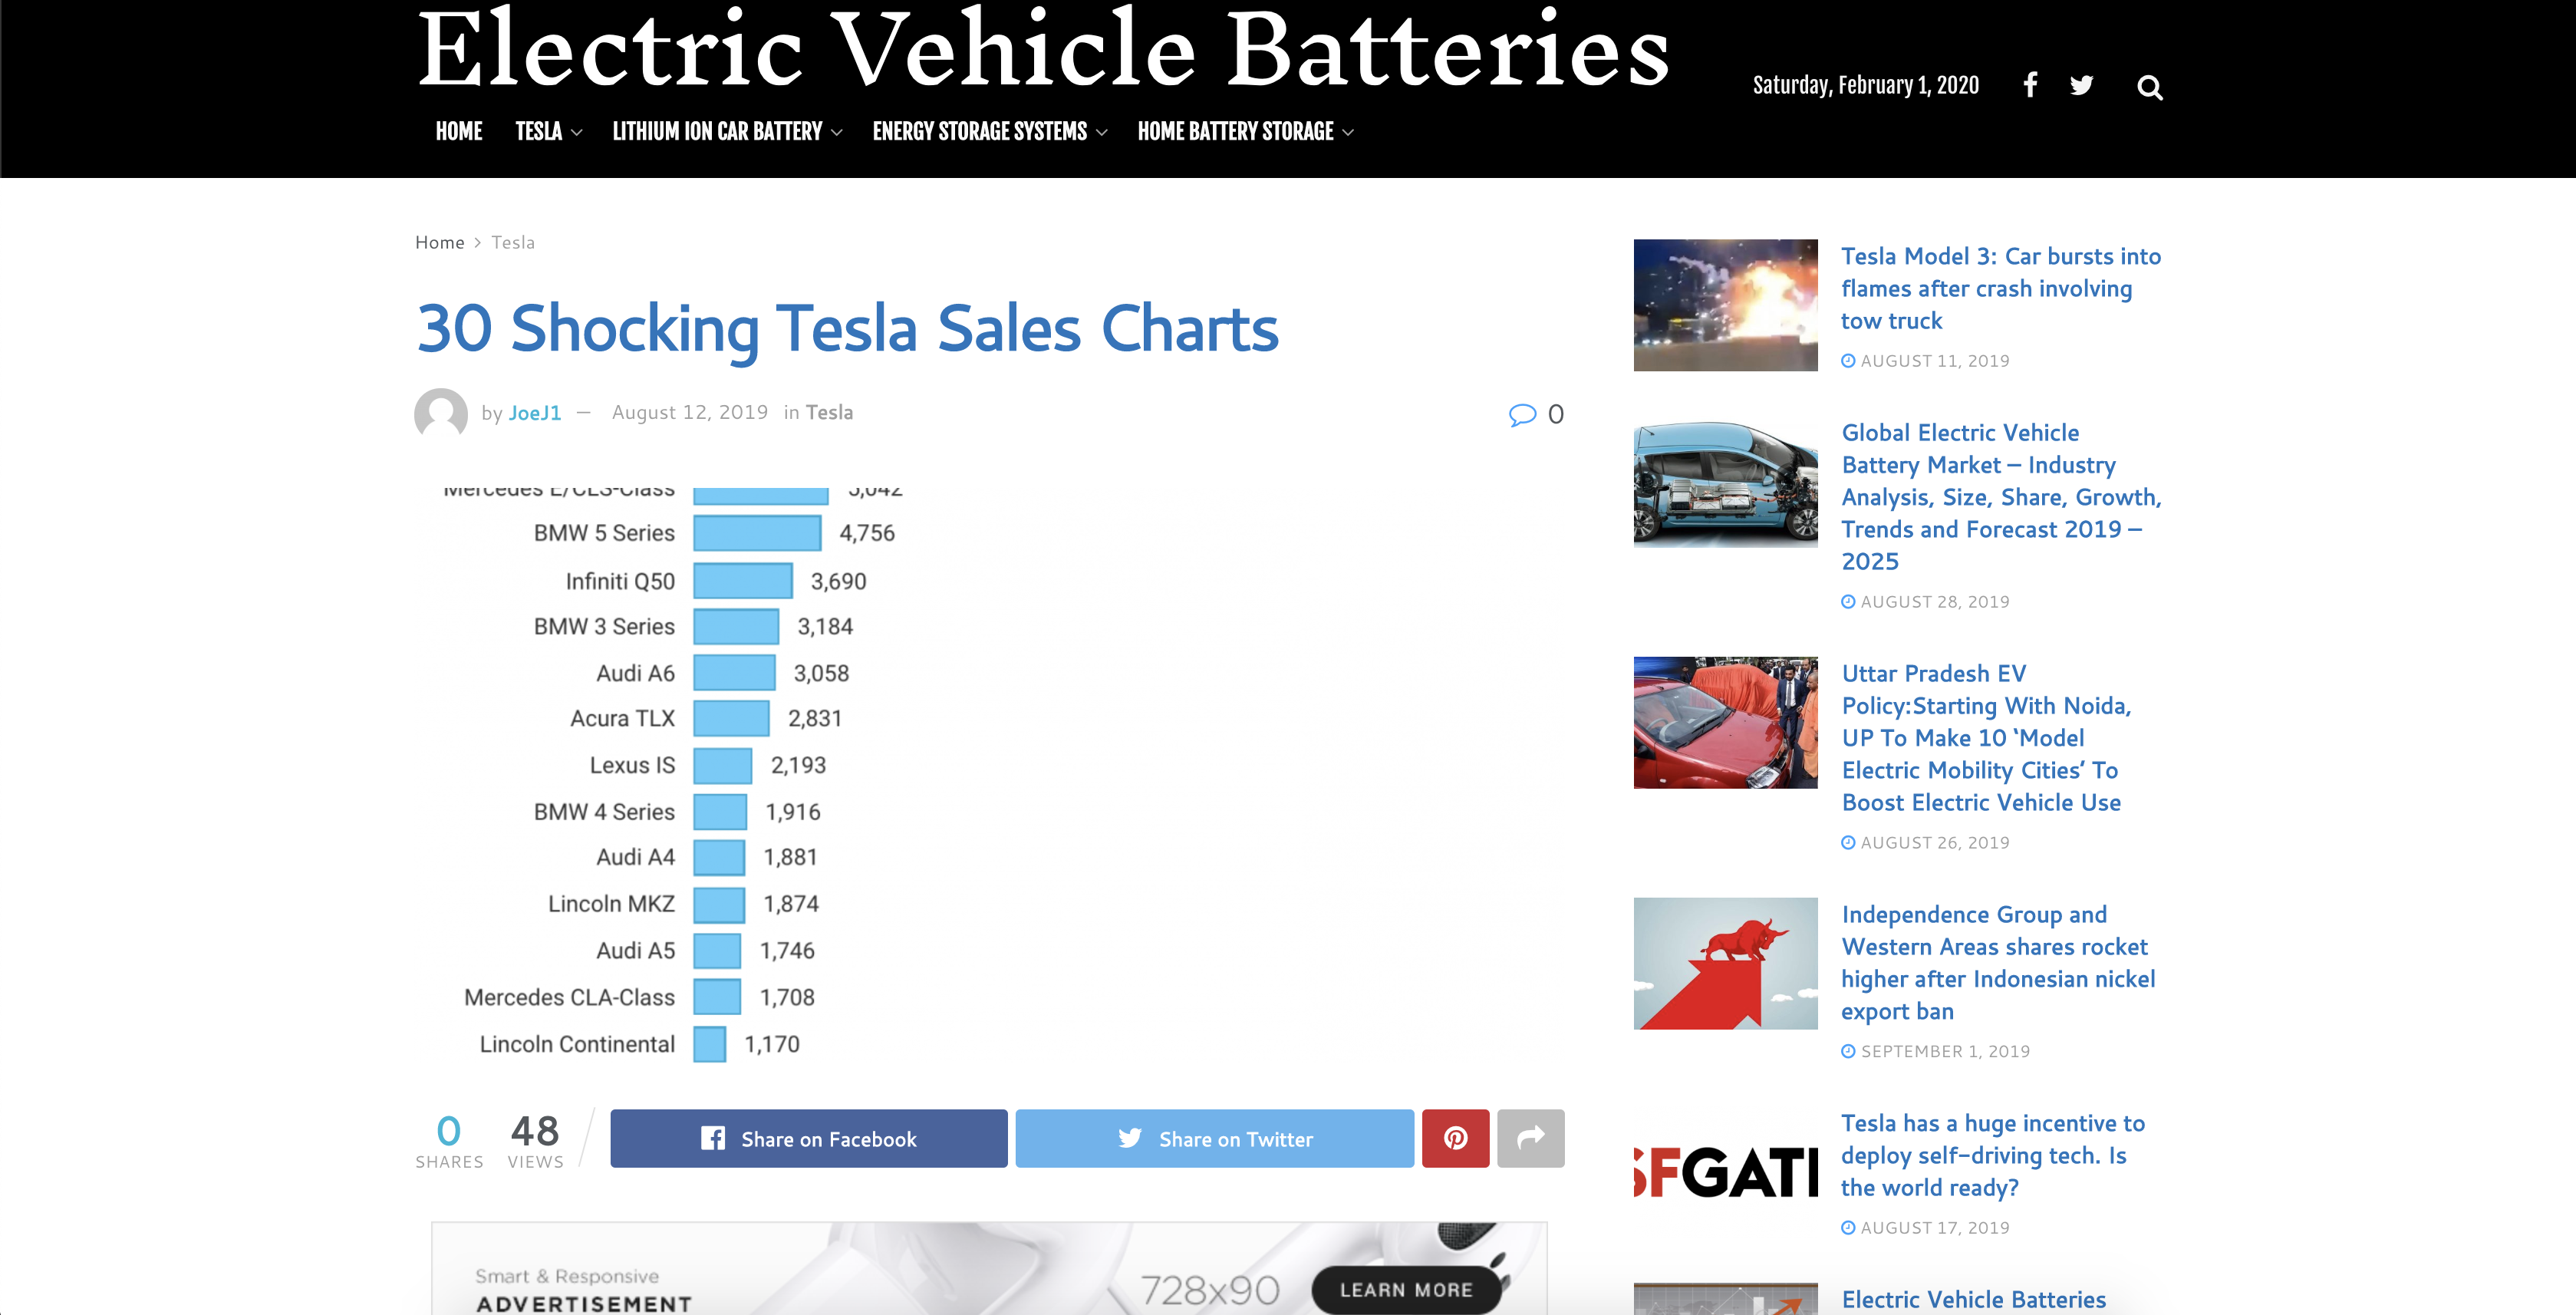 Electric Vehicle Batteries
Saturday, February 1, 2020
HOME TESLA LITHIUM ION CAR BATTERY ENERGY STORAGE SYSTEMS HOME BATTERY STORAGE
Home > Tesla
30 Shocking Tesla Sales Charts
by JoeJ1 — August 12, 2019 in Tesla
0
Mercedes E/CLS-Class 5,042
BMW 5 Series 4,756
Infiniti Q50 3,690
BMW 3 Series 3,184
Audi A6 3,058
Acura TLX 2,831
Lexus IS 2,193
BMW 4 Series 1,916
Audi A4 1,881
Lincoln MKZ 1,874
Audi A5 1,746
Mercedes CLA-Class 1,708
Lincoln Continental 1,170
0 SHARES
48 VIEWS
Share on Facebook
Share on Twitter
Smart & Responsive
ADVERTISEMENT
728x90
LEARN MORE
Tesla Model 3: Car bursts into
flames after crash involving
tow truck
AUGUST 11, 2019
Global Electric Vehicle
Battery Market – Industry
Analysis, Size, Share, Growth,
Trends and Forecast 2019 –
2025
AUGUST 28, 2019
Uttar Pradesh EV
Policy:Starting With Noida,
UP To Make 10 ‘Model
Electric Mobility Cities’ To
Boost Electric Vehicle Use
AUGUST 26, 2019
Independence Group and
Western Areas shares rocket
higher after Indonesian nickel
export ban
SEPTEMBER 1, 2019
SFGATE
Tesla has a huge incentive to
deploy self-driving tech. Is
the world ready?
AUGUST 17, 2019
Electric Vehicle Batteries